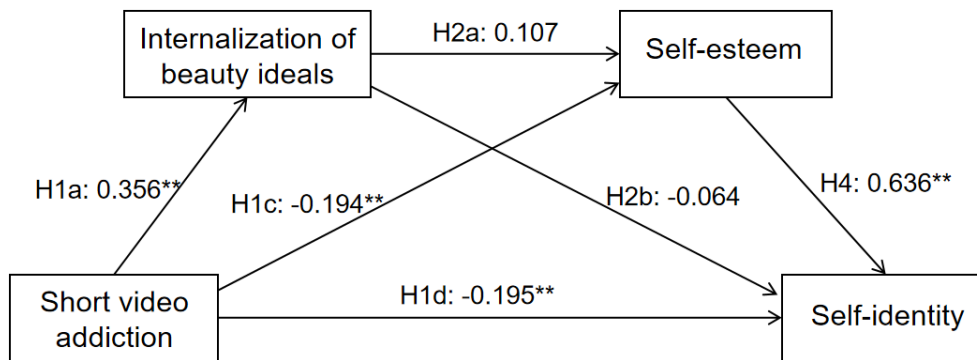 Internalization of
beauty ideals
H2a: 0.107
Self-esteem
H1a: 0.356**
H1c: -0.194**
H2b: -0.064
H4: 0.636**
Short video
addiction
H1d: -0.195**
Self-identity